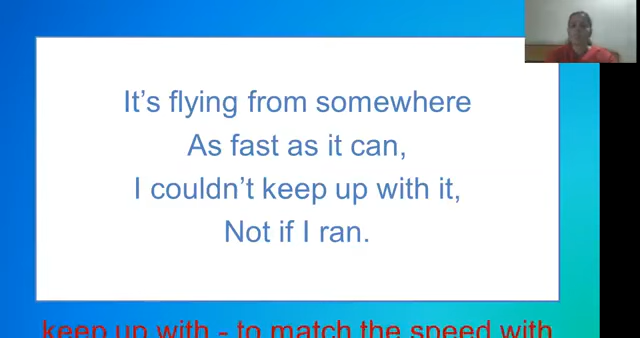 It's flying from somewhere
As fast as it can,
I couldn't keep up with it,
Not if I ran.
keep up with - to match the speed with